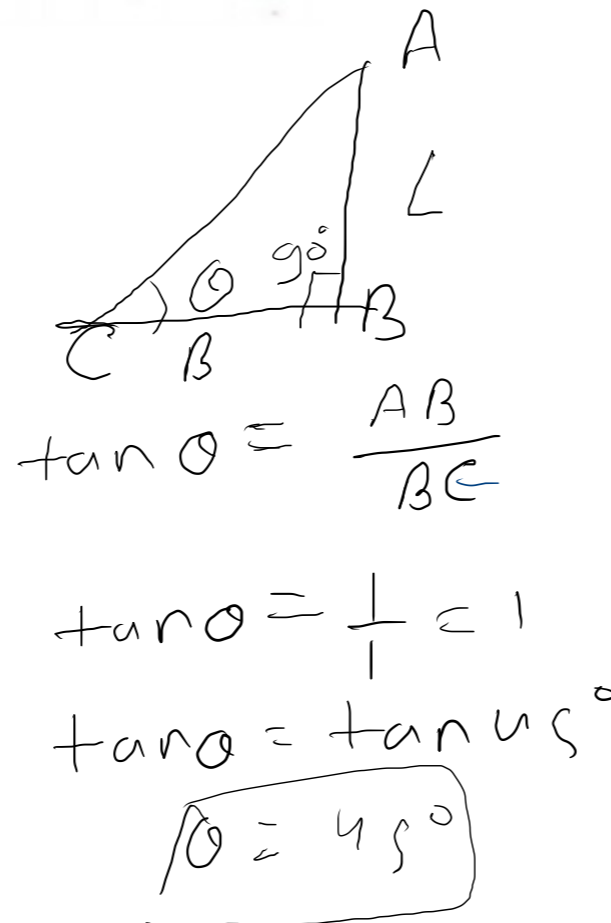 A
L
90°
θ
B
C
B
tan θ = AB / BC
tan θ = 1/1 = 1
tan θ = tan 45°
θ = 45°